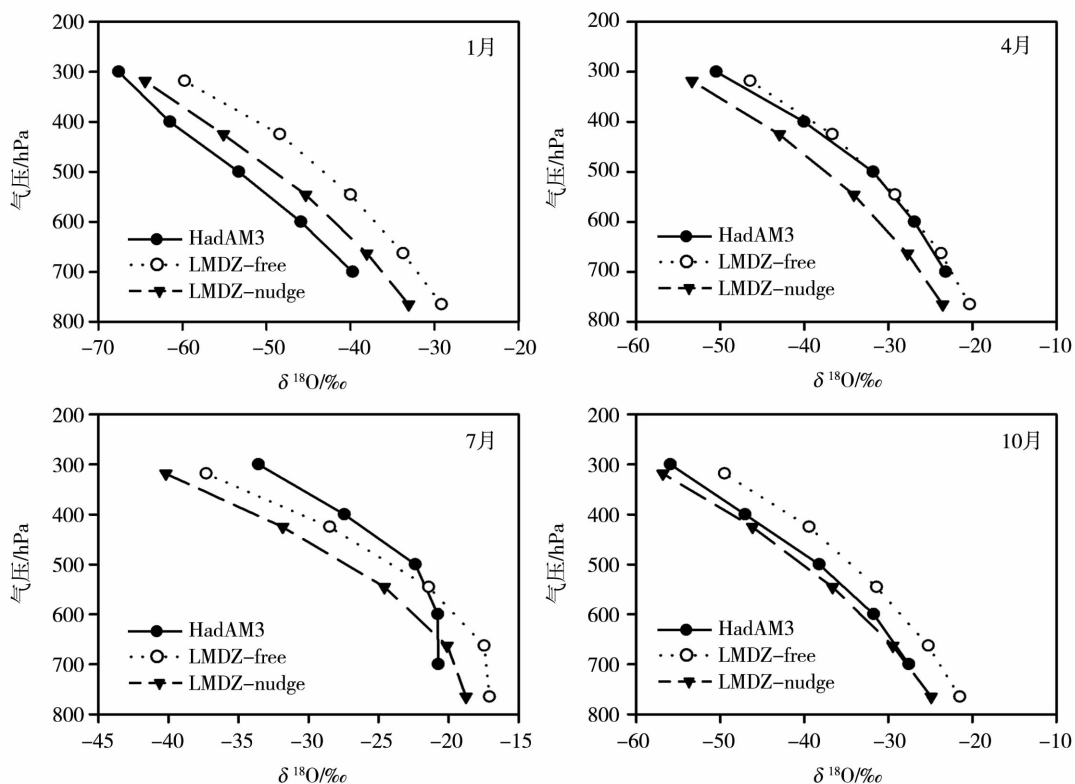 200
300
400
500
600
700
800
气压/hPa
1月
HadAM3
LMDZ-free
LMDZ-nudge
-70 -60 -50 -40 -30 -20
δ ¹⁸O/‰
200
300
400
500
600
700
800
气压/hPa
4月
HadAM3
LMDZ-free
LMDZ-nudge
-60 -50 -40 -30 -20 -10
δ ¹⁸O/‰
200
300
400
500
600
700
800
气压/hPa
7月
HadAM3
LMDZ-free
LMDZ-nudge
-45 -40 -35 -30 -25 -20 -15
δ ¹⁸O/‰
200
300
400
500
600
700
800
气压/hPa
10月
HadAM3
LMDZ-free
LMDZ-nudge
-60 -50 -40 -30 -20 -10
δ ¹⁸O/‰